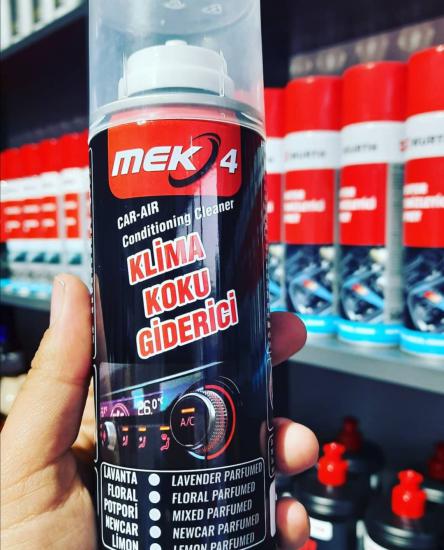 MEK 4
CAR-AIR
Conditioning Cleaner
KLİMA
KOKU
GİDERİCİ
26.0°
A/C
LAVANTA LAVENDER PARFUMED
FLORAL FLORAL PARFUMED
POTPORİ MIXED PARFUMED
NEWCAR NEWCAR PARFUMED
LİMON LEMON PARFUMED
WURTH